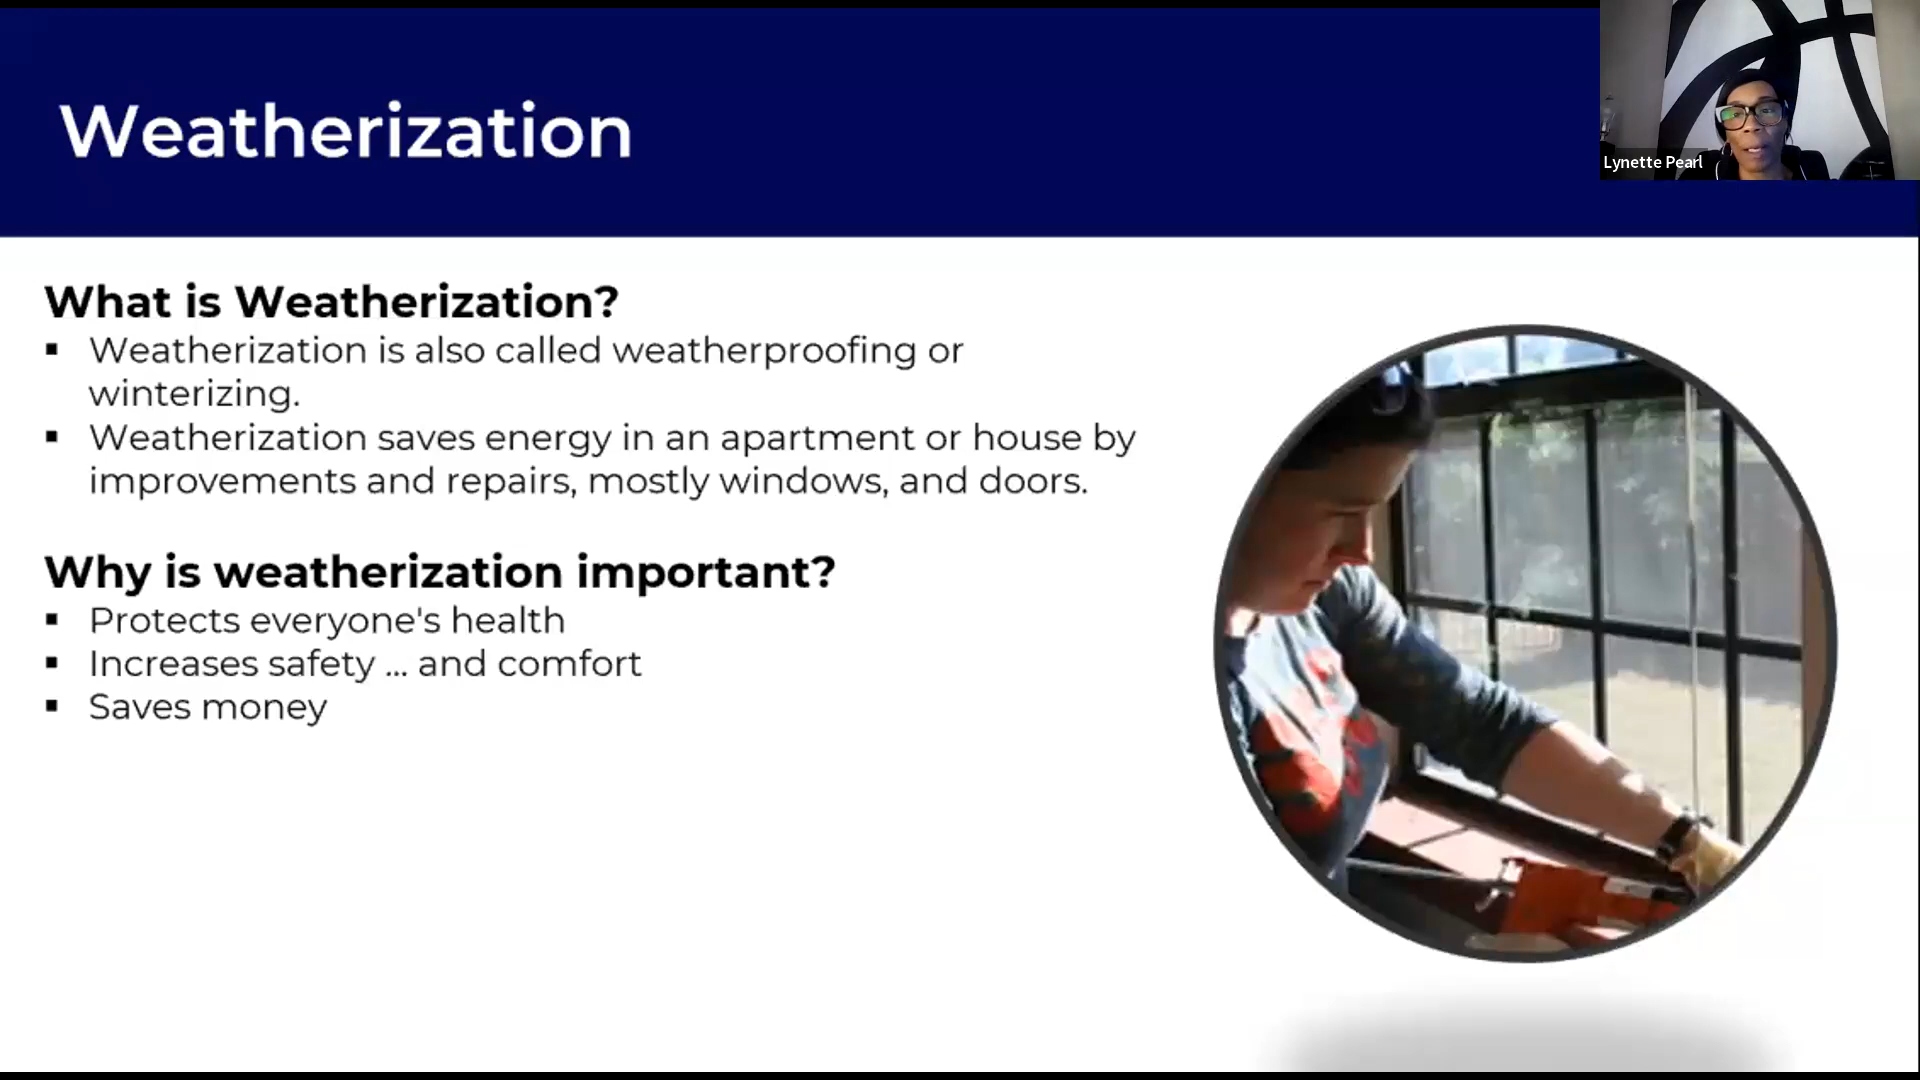 Weatherization
Lynette Pearl
What is Weatherization?
▪ Weatherization is also called weatherproofing or
winterizing.
▪ Weatherization saves energy in an apartment or house by
improvements and repairs, mostly windows, and doors.
Why is weatherization important?
▪ Protects everyone's health
▪ Increases safety ... and comfort
▪ Saves money